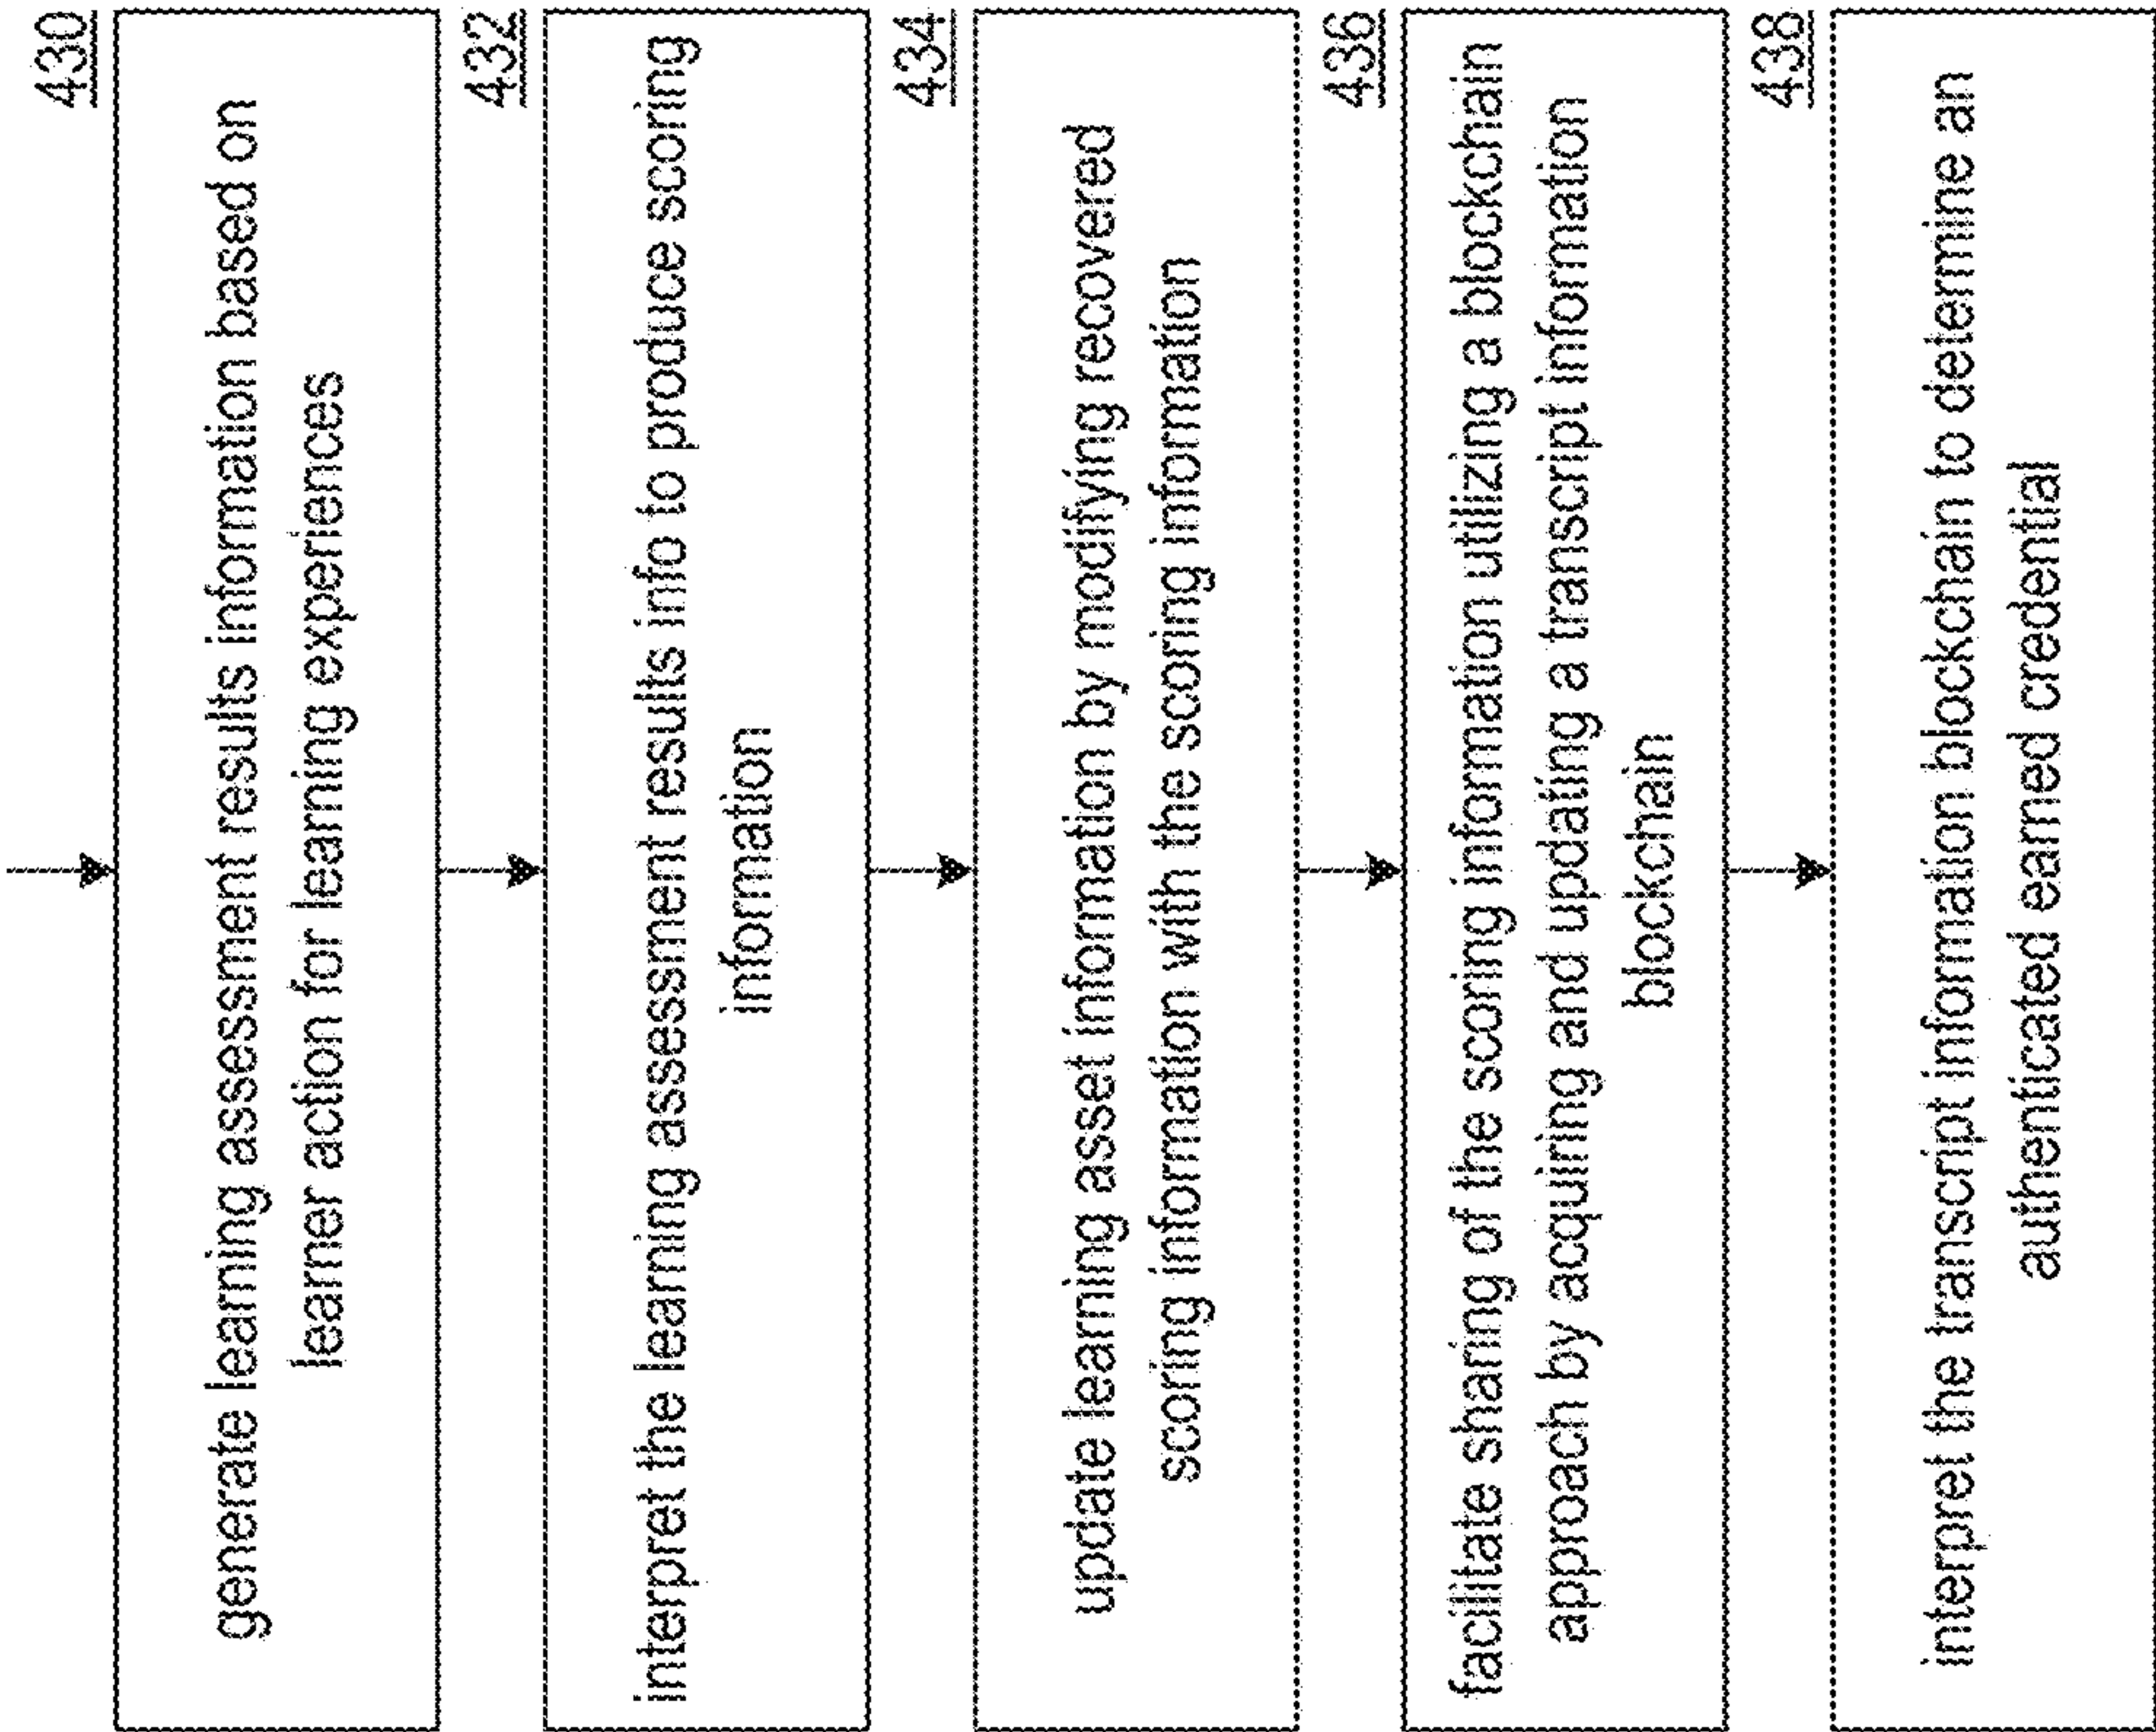 430
generate learning assessment results information based on
learner action for learning experiences
432
interpret the learning assessment results info to produce scoring
information
434
update learning asset information by modifying recovered
scoring information with the scoring information
436
facilitate sharing of the scoring information utilizing a blockchain
approach by acquiring and updating a transcript information
blockchain
438
interpret the transcript information blockchain to determine an
authenticated earned credential